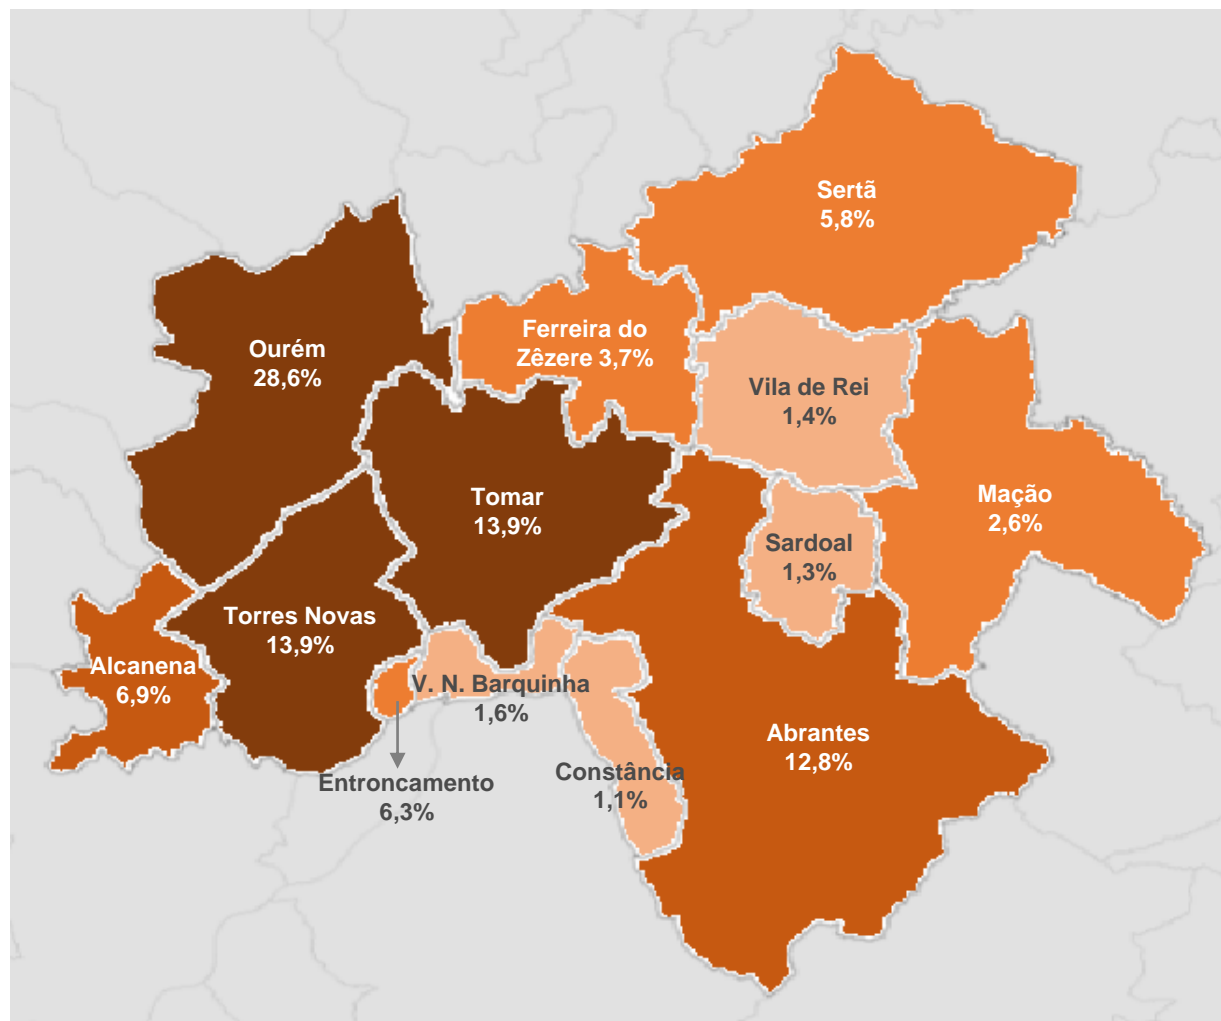 Sertã
5,8%
Ferreira do
Zêzere 3,7%
Ourém
28,6%
Vila de Rei
1,4%
Tomar
13,9%
Mação
2,6%
Sardoal
1,3%
Torres Novas
13,9%
Alcanena
6,9%
V. N. Barquinha
1,6%
Abrantes
12,8%
Constância
1,1%
Entroncamento
6,3%